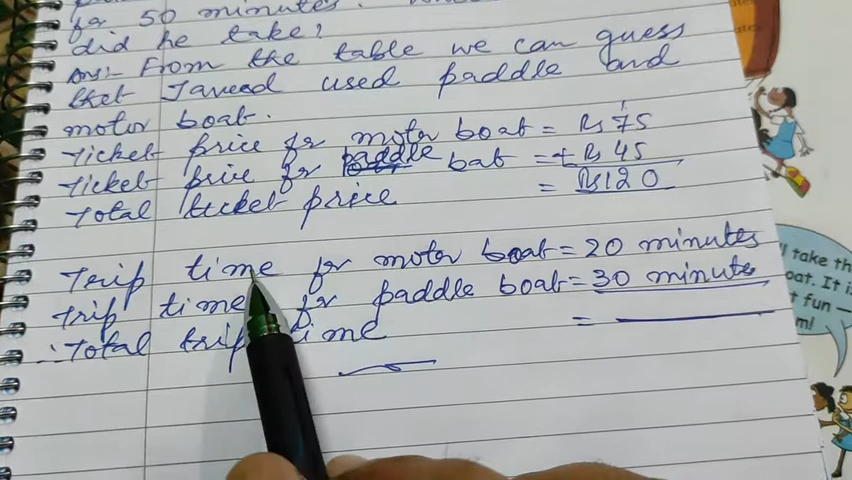 for 50 minutes.
did he take?
Ans:- From the table we can guess
that Javeed used paddle and
motor boat.
Ticket price for motor boat = Rs 75
Ticket price for paddle bat = + Rs 45
Total ticket price = Rs 120
Trip time for motor boat = 20 minutes
Trip time for paddle boat = 30 minutes
∴ Total trip time =
take th
oat. It i
t fun —
m!